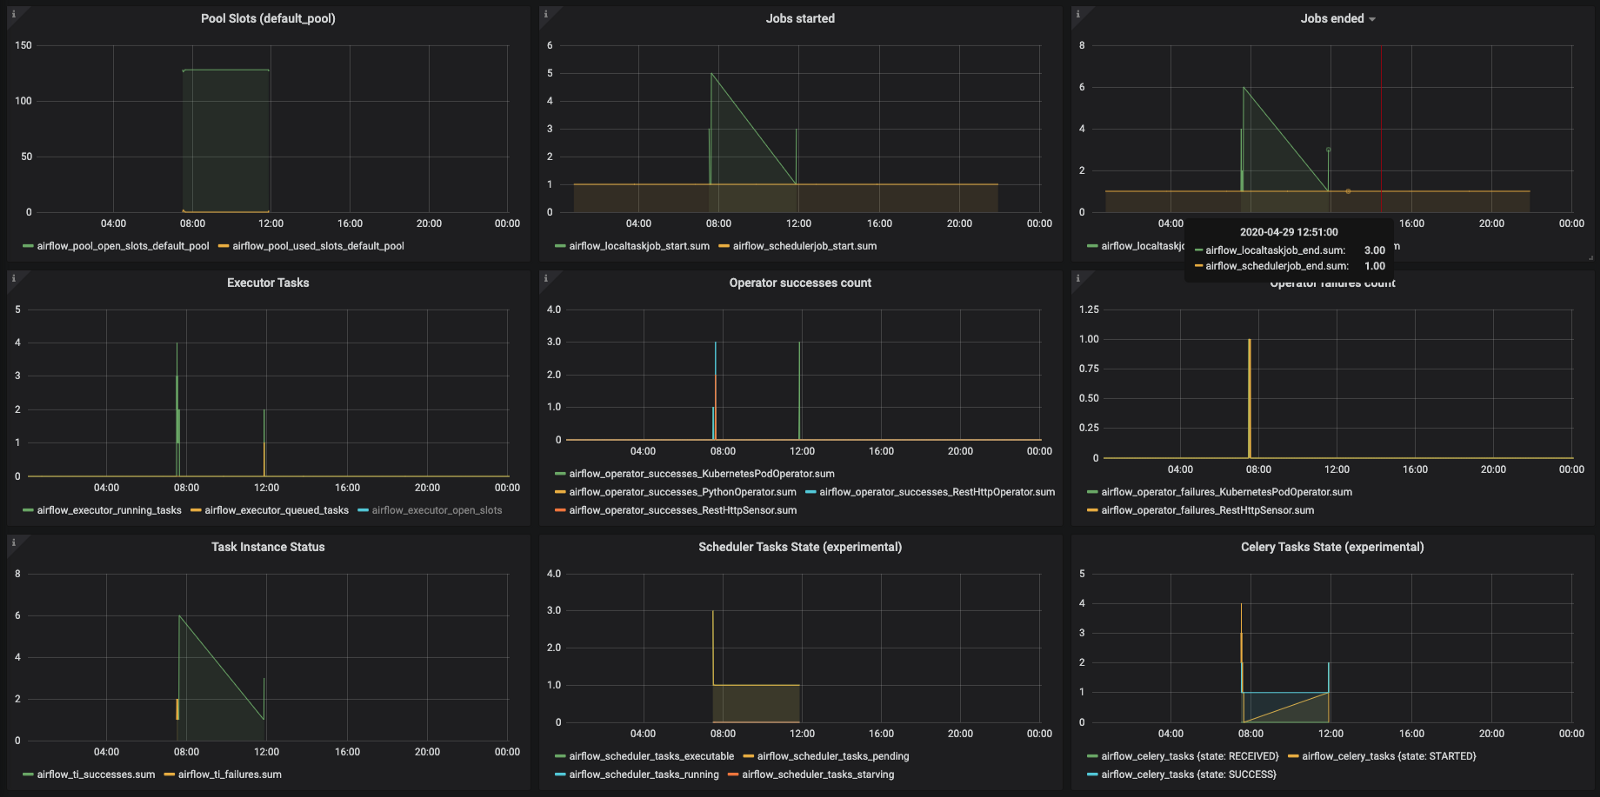 Pool Slots (default_pool)
150
100
50
0
04:00 08:00 12:00 16:00 20:00 00:00
airflow_pool_open_slots_default_pool airflow_pool_used_slots_default_pool
Jobs started
6
5
4
3
2
1
0
04:00 08:00 12:00 16:00 20:00 00:00
airflow_localtaskjob_start.sum airflow_schedulerjob_start.sum
Jobs ended
8
6
4
2
0
04:00 16:00 20:00 00:00
airflow_localtaskj
2020-04-29 12:51:00
airflow_localtaskjob_end.sum: 3.00
airflow_schedulerjob_end.sum: 1.00
Executor Tasks
5
4
3
2
1
0
04:00 08:00 12:00 16:00 20:00 00:00
airflow_executor_running_tasks airflow_executor_queued_tasks airflow_executor_open_slots
Operator successes count
4.0
3.0
2.0
1.0
0
04:00 08:00 12:00 16:00 20:00 00:00
airflow_operator_successes_KubernetesPodOperator.sum
airflow_operator_successes_PythonOperator.sum airflow_operator_successes_RestHttpOperator.sum
airflow_operator_successes_RestHttpSensor.sum
Operator failures count
1.25
1.00
0.75
0.50
0.25
0
04:00 08:00 12:00 16:00 20:00 00:00
airflow_operator_failures_KubernetesPodOperator.sum
airflow_operator_failures_RestHttpSensor.sum
Task Instance Status
8
6
4
2
0
04:00 08:00 12:00 16:00 20:00 00:00
airflow_ti_successes.sum airflow_ti_failures.sum
Scheduler Tasks State (experimental)
4.0
3.0
2.0
1.0
0
04:00 08:00 12:00 16:00 20:00 00:00
airflow_scheduler_tasks_executable airflow_scheduler_tasks_pending
airflow_scheduler_tasks_running airflow_scheduler_tasks_starving
Celery Tasks State (experimental)
5
4
3
2
1
0
04:00 08:00 12:00 16:00 20:00 00:00
airflow_celery_tasks {state: RECEIVED} airflow_celery_tasks {state: STARTED}
airflow_celery_tasks {state: SUCCESS}